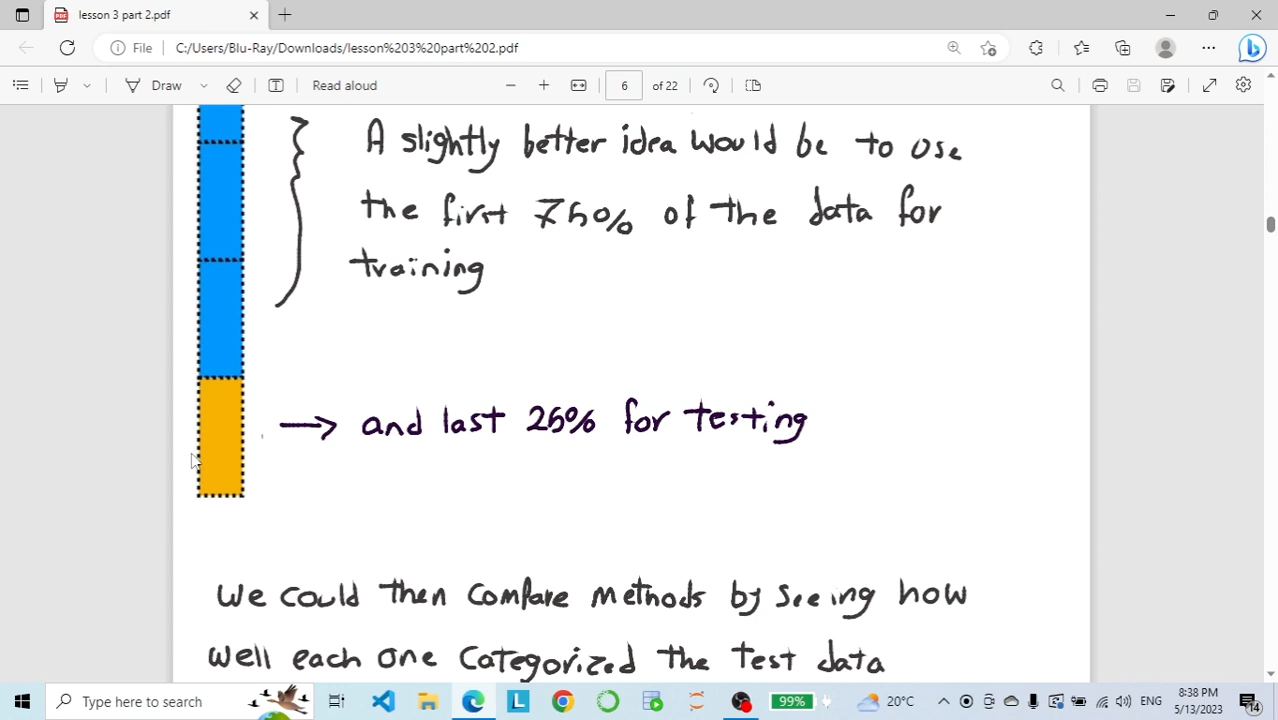 lesson 3 part 2.pdf
File C:/Users/Blu-Ray/Downloads/lesson%203%20part%202.pdf
Draw Read aloud 6 of 22
A slightly better idea would be to use
the first 75% of the data for
training
and last 25% for testing
We could then compare methods by seeing how
well each one categorized the test data
Type here to search 99% 20°C ENG 8:38 PM
5/13/2023 14